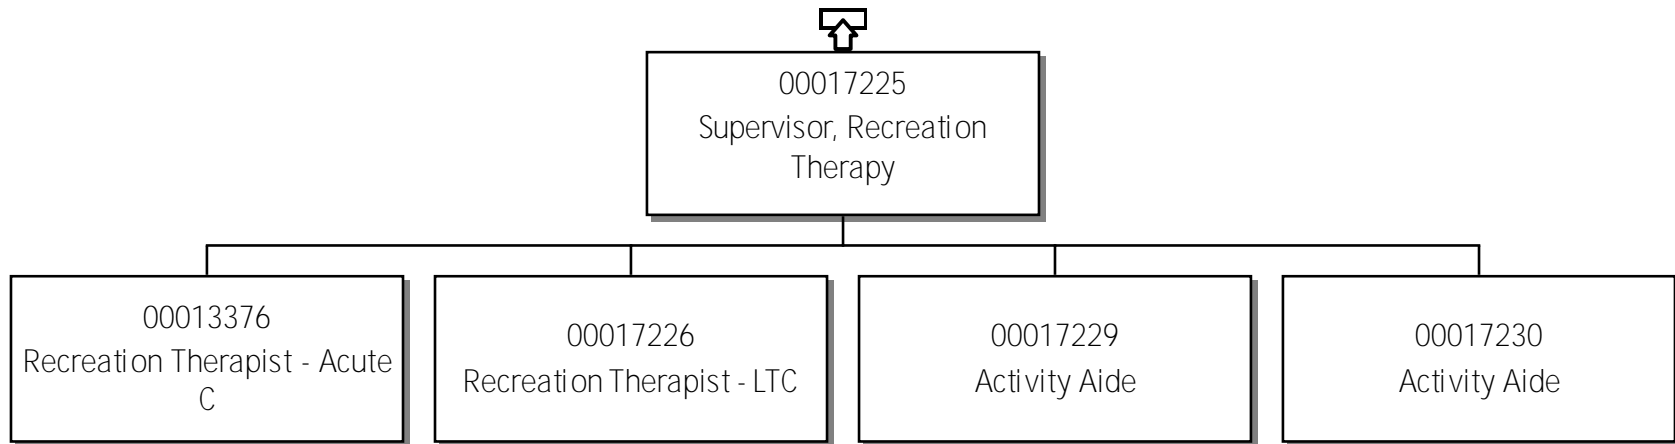 00017225
Supervisor, Recreation
Therapy
00013376
Recreation Therapist - Acute
C
00017226
Recreation Therapist - LTC
00017229
Activity Aide
00017230
Activity Aide